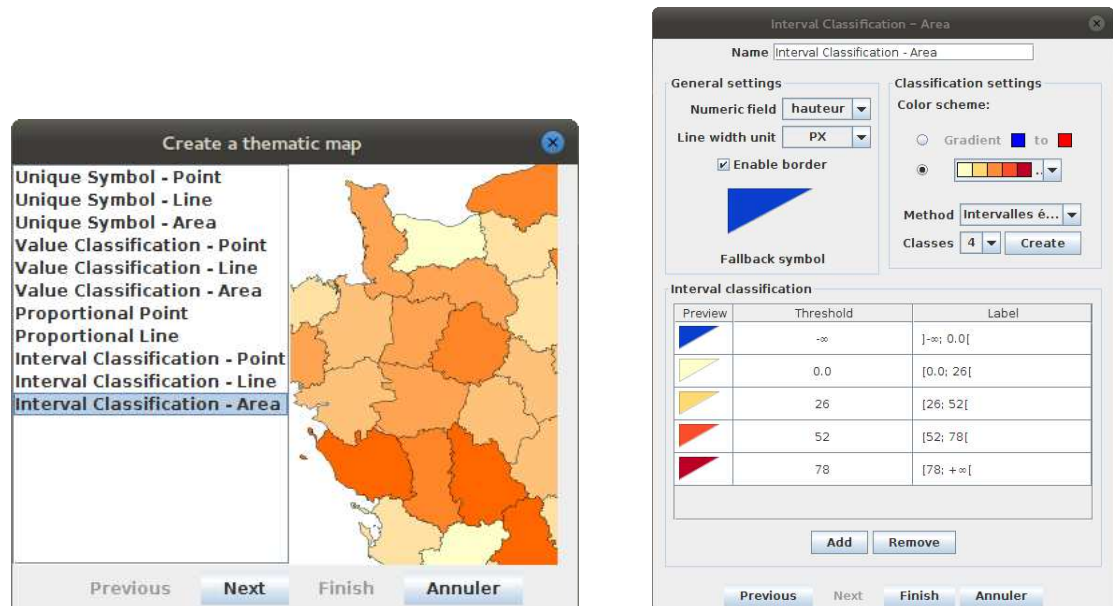 Create a thematic map
Unique Symbol - Point
Unique Symbol - Line
Unique Symbol - Area
Value Classification - Point
Value Classification - Line
Value Classification - Area
Proportional Point
Proportional Line
Interval Classification - Point
Interval Classification - Line
Interval Classification - Area
Previous Next Finish Annuler
Interval Classification – Area
Name Interval Classification - Area
General settings
Numeric field hauteur
Line width unit PX
Enable border
Fallback symbol
Classification settings
Color scheme:
Gradient to
..
Method Intervalles é...
Classes 4 Create
Interval classification
Preview Threshold Label
-∞ ]-∞; 0.0[
0.0 [0.0; 26[
26 [26; 52[
52 [52; 78[
78 [78; +∞[
Add Remove
Previous Next Finish Annuler